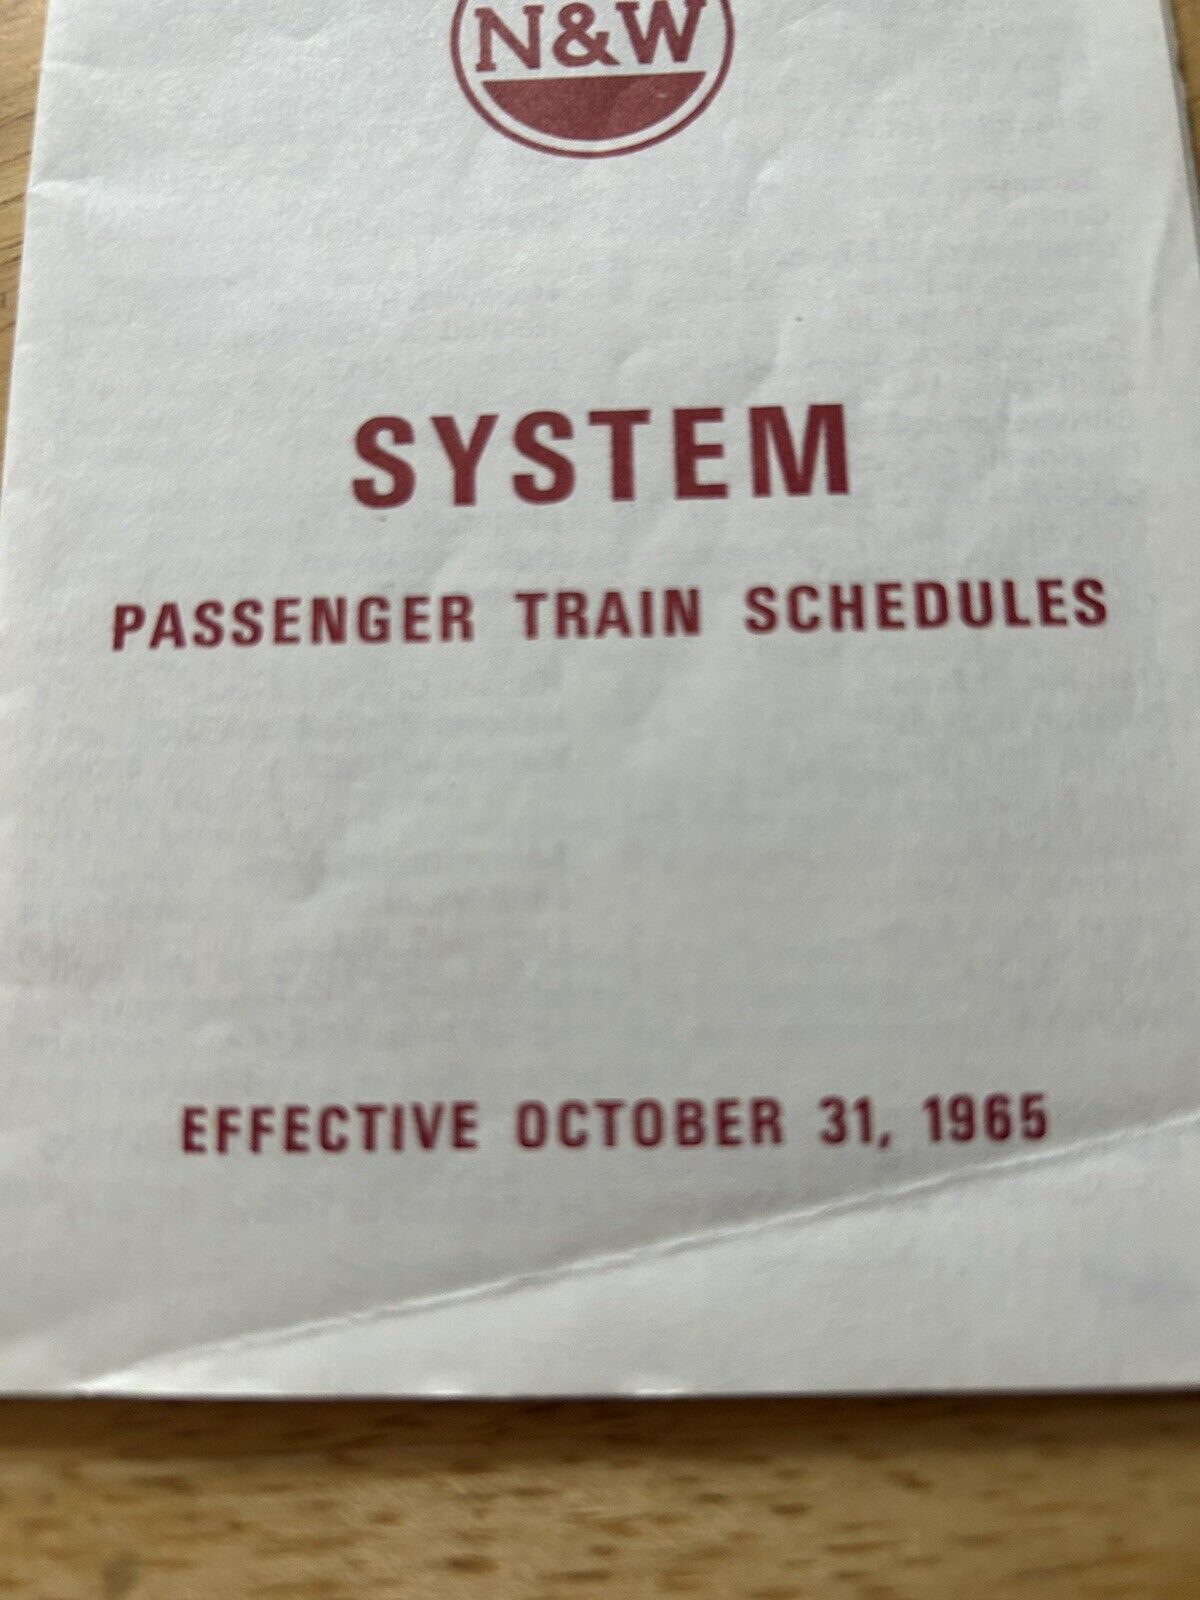 N&W
SYSTEM
PASSENGER TRAIN SCHEDULES
EFFECTIVE OCTOBER 31, 1965